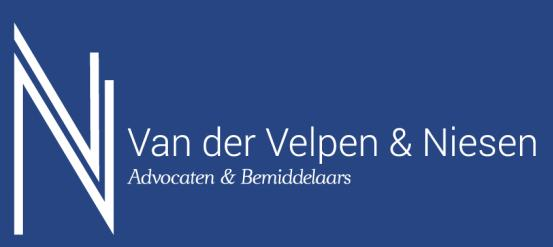 Van der Velpen & Niesen
Advocaten & Bemiddelaars